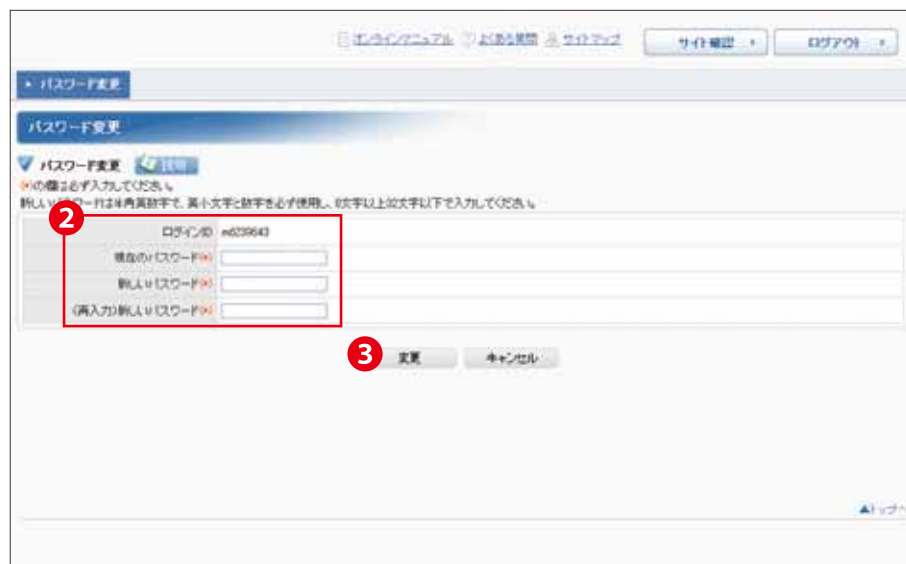 オンラインマニュアル よくある質問 サイトマップ サイト確認 ログアウト
パスワード変更
パスワード変更
パスワード変更 説明
(*)の欄は必ず入力してください。
新しいパスワードは半角英数字で、英小文字と数字を必ず使用し、8文字以上32文字以下で入力してください。
2
ログインID m6239643
現在のパスワード(*)
新しいパスワード(*)
(再入力)新しいパスワード(*)
3 変更 キャンセル
▲トップへ